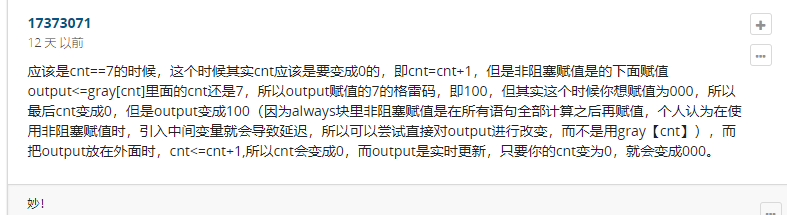 17373071
12 天 以前
应该是cnt==7的时候，这个时候其实cnt应该是要变成0的，即cnt=cnt+1，但是非阻塞赋值是的下面赋值
output<=gray[cnt]里面的cnt还是7，所以output赋值的7的格雷码，即100，但其实这个时候你想赋值为000，所以
最后cnt变成0，但是output变成100（因为always块里非阻塞赋值是在所有语句全部计算之后再赋值，个人认为在使
用非阻塞赋值时，引入中间变量就会导致延迟，所以可以尝试直接对output进行改变，而不是用gray【cnt】），而
把output放在外面时，cnt<=cnt+1,所以cnt会变成0，而output是实时更新，只要你的cnt变为0，就会变成000。
妙！